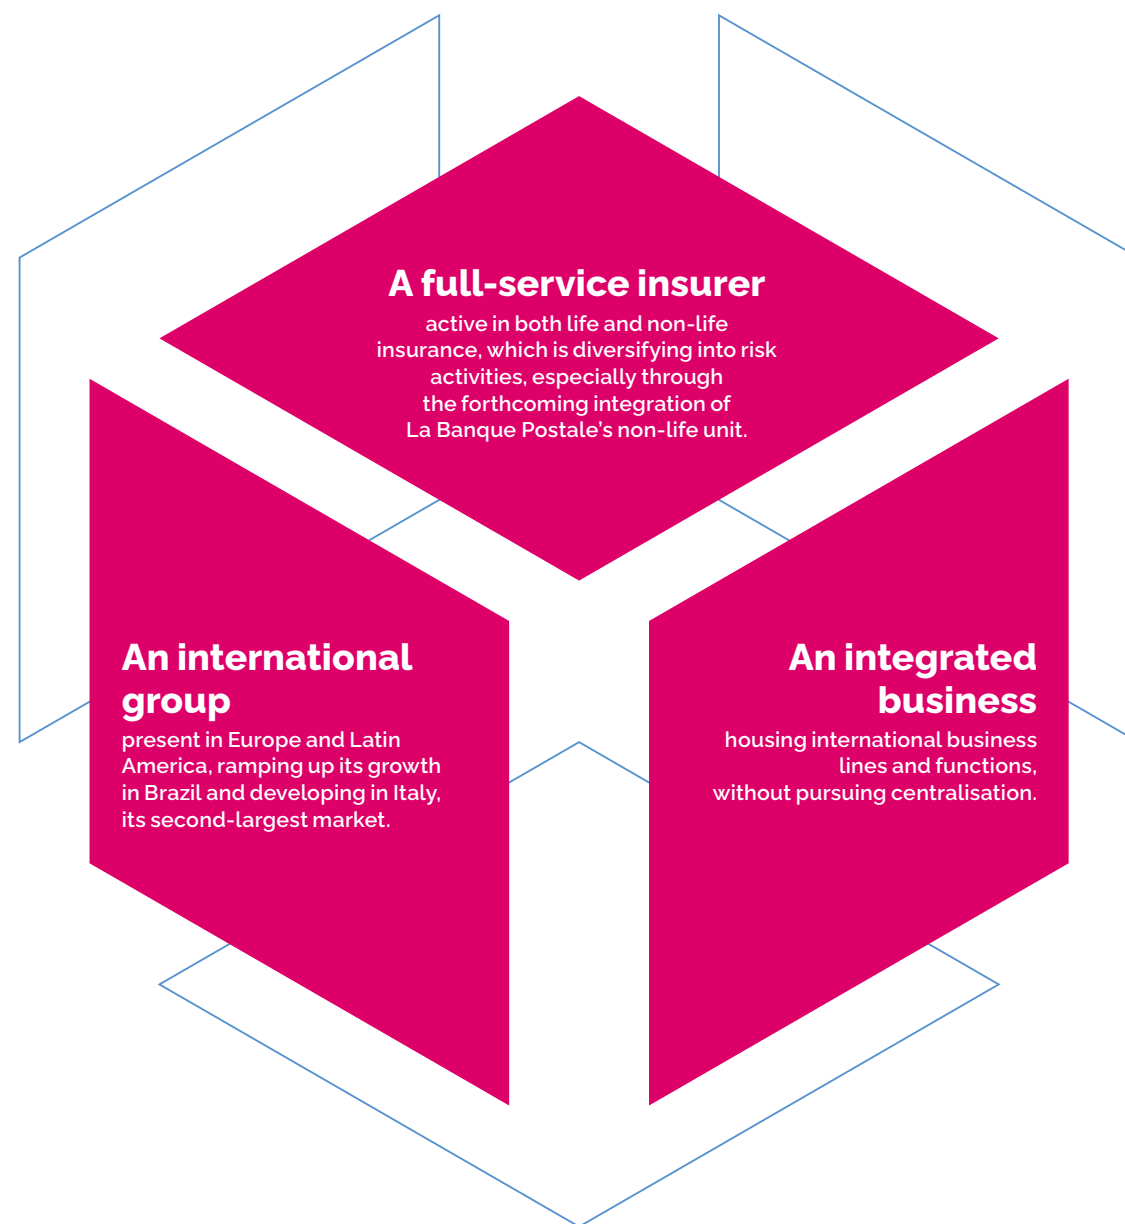 A full-service insurer
active in both life and non-life
insurance, which is diversifying into risk
activities, especially through
the forthcoming integration of
La Banque Postale’s non-life unit.
An international
group
present in Europe and Latin
America, ramping up its growth
in Brazil and developing in Italy,
its second-largest market.
An integrated
business
housing international business
lines and functions,
without pursuing centralisation.